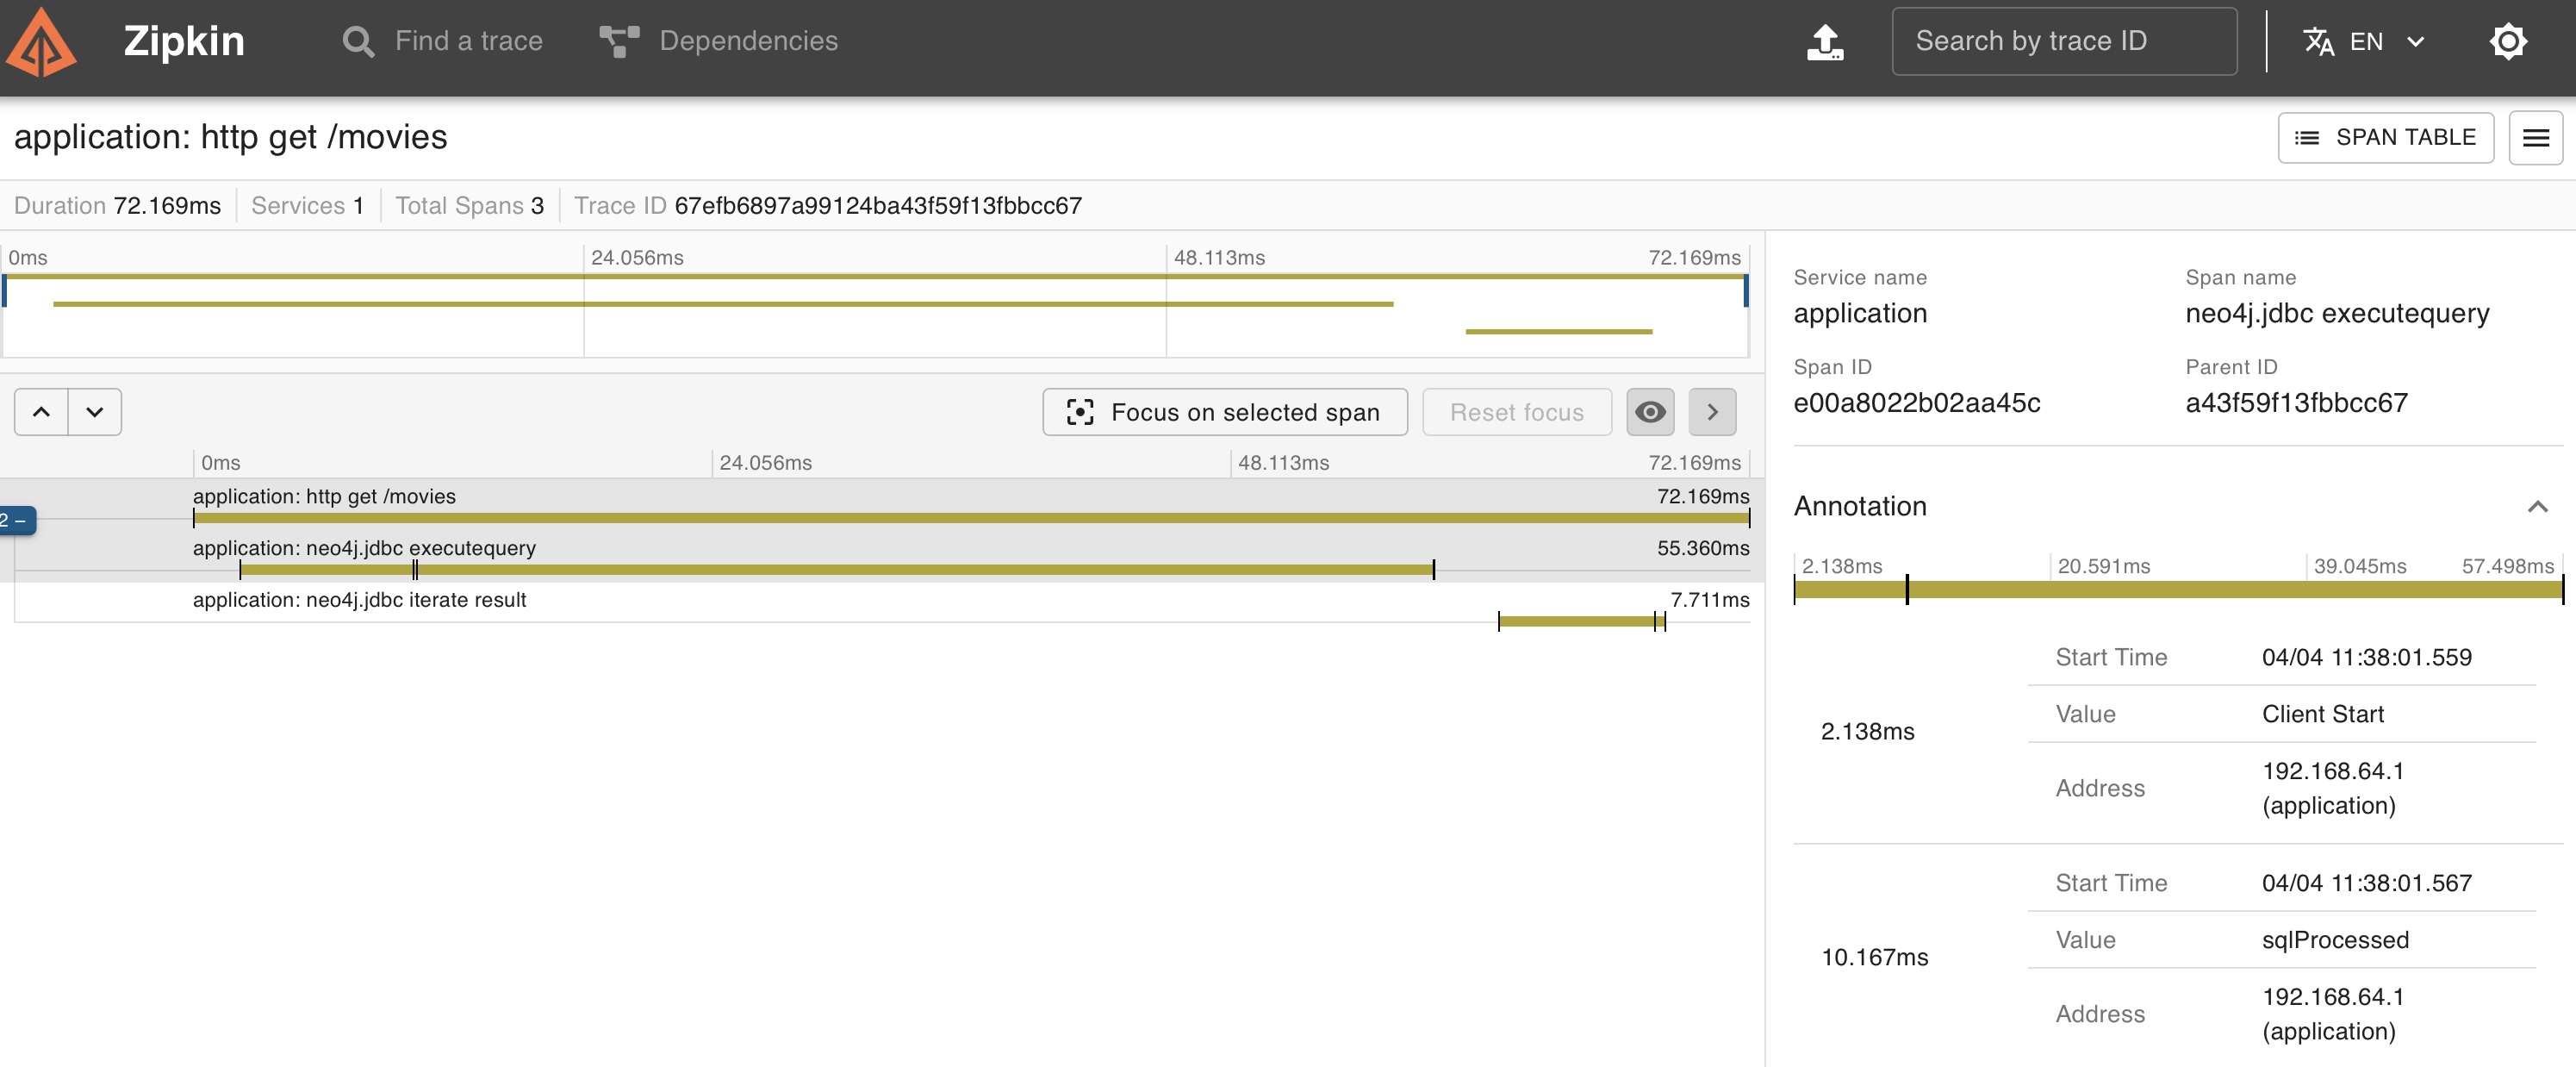 Zipkin
Find a trace
Dependencies
Search by trace ID
EN
application: http get /movies
SPAN TABLE
Duration 72.169ms Services 1 Total Spans 3 Trace ID 67efb6897a99124ba43f59f13fbbcc67
0ms 24.056ms 48.113ms 72.169ms
Focus on selected span
Reset focus
0ms 24.056ms 48.113ms 72.169ms
application: http get /movies 72.169ms
2 –
application: neo4j.jdbc executequery 55.360ms
application: neo4j.jdbc iterate result 7.711ms
Service name
application
Span name
neo4j.jdbc executequery
Span ID
e00a8022b02aa45c
Parent ID
a43f59f13fbbcc67
Annotation
2.138ms 20.591ms 39.045ms 57.498ms
2.138ms
Start Time 04/04 11:38:01.559
Value Client Start
Address 192.168.64.1
(application)
10.167ms
Start Time 04/04 11:38:01.567
Value sqlProcessed
Address 192.168.64.1
(application)